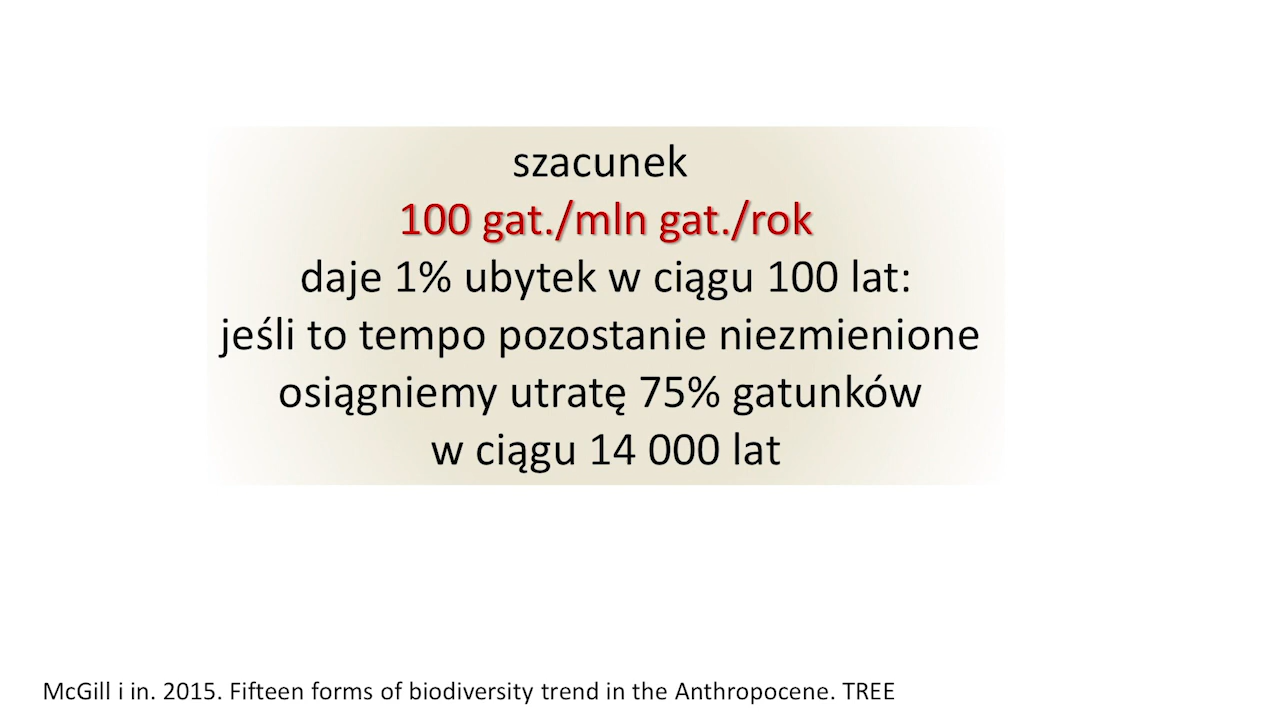 szacunek
100 gat./mln gat./rok
daje 1% ubytek w ciągu 100 lat:
jeśli to tempo pozostanie niezmienione
osiągniemy utratę 75% gatunków
w ciągu 14 000 lat
McGill i in. 2015. Fifteen forms of biodiversity trend in the Anthropocene. TREE